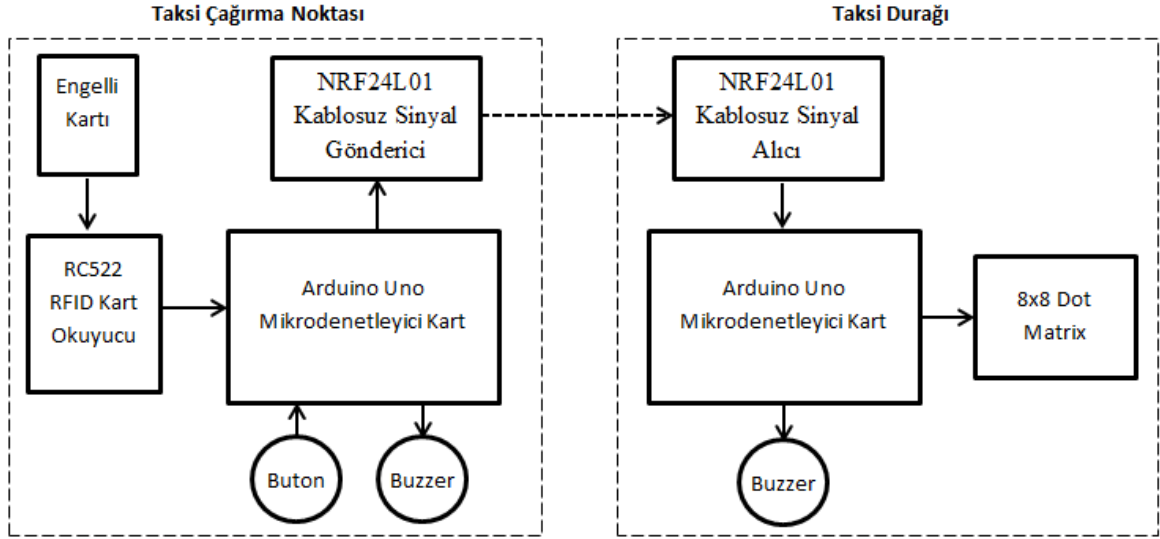 Taksi Çağırma Noktası
Engelli
Kartı
NRF24L01
Kablosuz Sinyal
Gönderici
RC522
RFID Kart
Okuyucu
Arduino Uno
Mikrodenetleyici Kart
Buton
Buzzer
Taksi Durağı
NRF24L01
Kablosuz Sinyal
Alıcı
Arduino Uno
Mikrodenetleyici Kart
8x8 Dot
Matrix
Buzzer